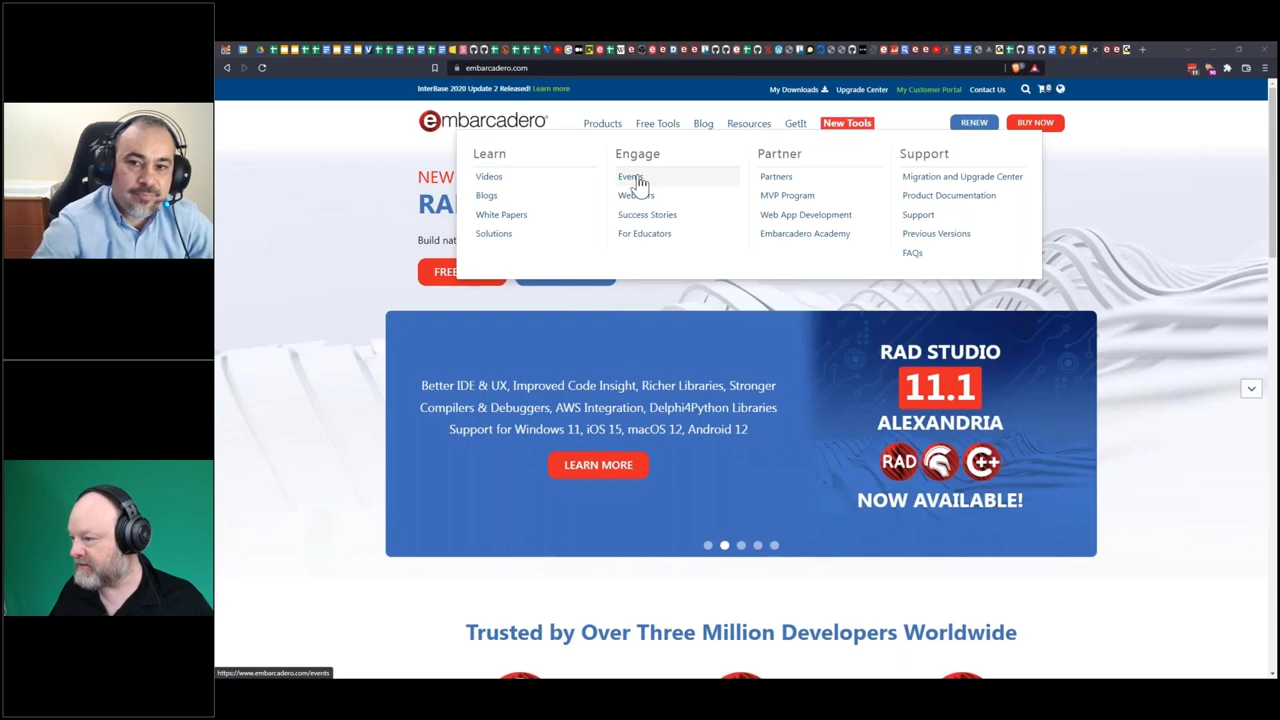 embarcadero.com
InterBase 2020 Update 2 Released! Learn more
My Downloads Upgrade Center My Customer Portal Contact Us
embarcadero
Products Free Tools Blog Resources GetIt New Tools
RENEW BUY NOW
Learn
Videos
Blogs
White Papers
Solutions
Engage
Events
Success Stories
For Educators
Partner
Partners
MVP Program
Web App Development
Embarcadero Academy
Support
Migration and Upgrade Center
Product Documentation
Support
Previous Versions
FAQs
NEW
RA
Build nat
FREE
Better IDE & UX, Improved Code Insight, Richer Libraries, Stronger
Compilers & Debuggers, AWS Integration, Delphi4Python Libraries
Support for Windows 11, iOS 15, macOS 12, Android 12
LEARN MORE
RAD STUDIO
11.1
ALEXANDRIA
RAD C++
NOW AVAILABLE!
Trusted by Over Three Million Developers Worldwide
https://www.embarcadero.com/events